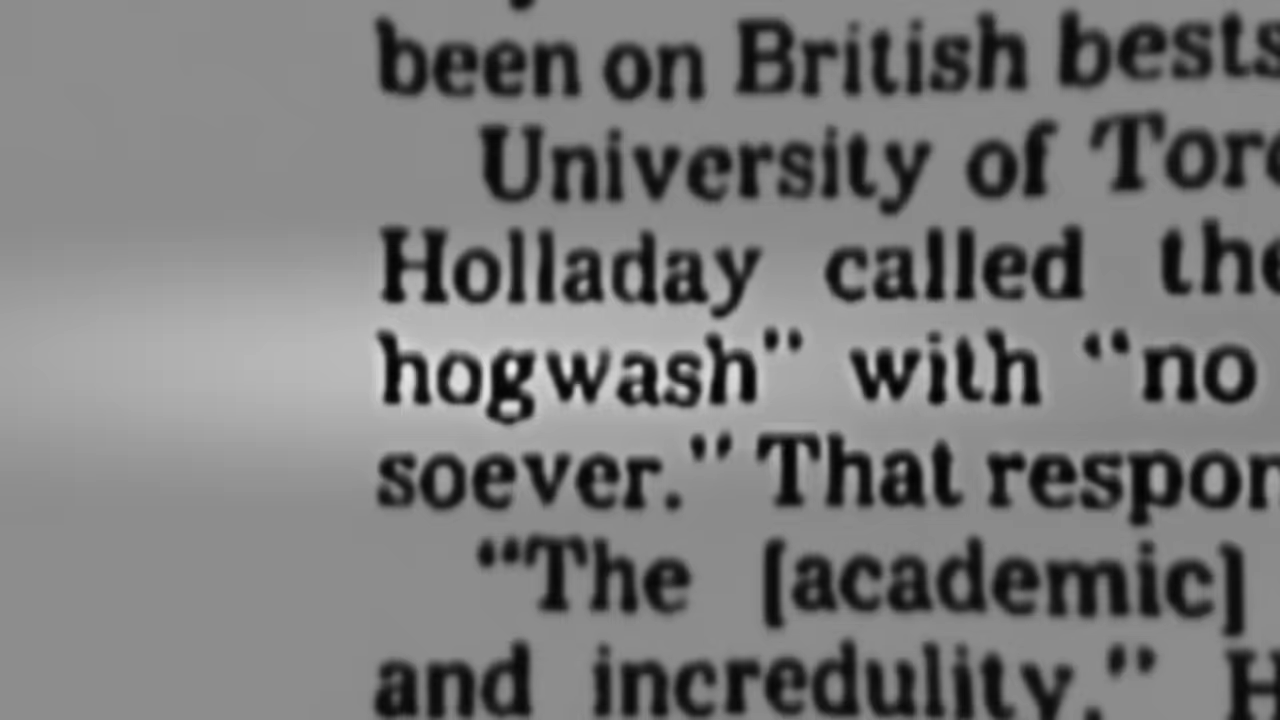 been on British bests
University of Toro
Holladay called the
hogwash" with "no
soever." That respon
"The [academic]
and incredulity." H